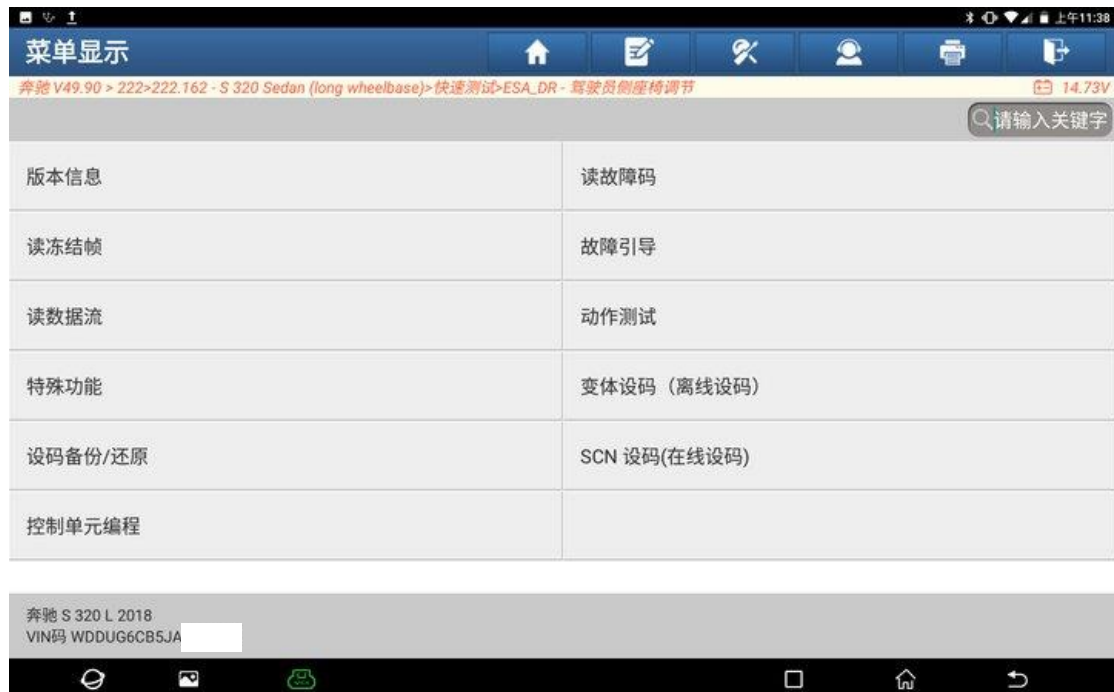 上午11:38
菜单显示
奔驰 V49.90 > 222>222.162 - S 320 Sedan (long wheelbase)>快速测试>ESA_DR - 驾驶员侧座椅调节
14.73V
请输入关键字
版本信息
读故障码
读冻结帧
故障引导
读数据流
动作测试
特殊功能
变体设码（离线设码）
设码备份/还原
SCN 设码(在线设码)
控制单元编程
奔驰 S 320 L 2018
VIN码 WDDUG6CB5JA